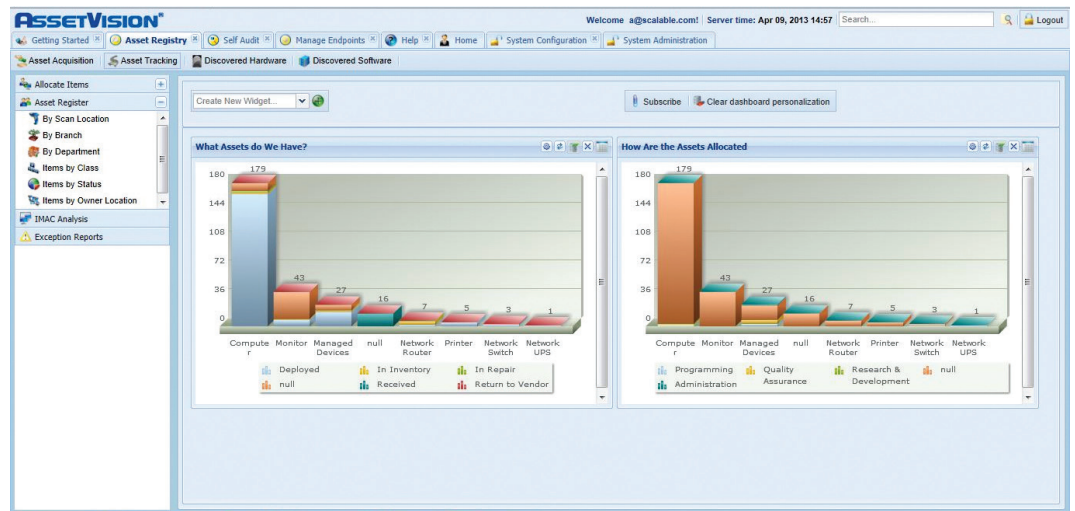 ASSETVISION
Welcome a@scalable.com! Server time: Apr 09, 2013 14:57 Search... Logout
Getting Started Asset Registry Self Audit Manage Endpoints Help Home System Configuration System Administration
Asset Acquisition Asset Tracking Discovered Hardware Discovered Software
Allocate Items
Asset Register
By Scan Location
By Branch
By Department
Items by Class
Items by Status
Items by Owner Location
IMAC Analysis
Exception Reports
Create New Widget... Subscribe Clear dashboard personalization
What Assets do We Have?
180
144
108
72
36
0
179 43 27 16 7 5 3 1
Compute
r
Monitor
Managed
Devices
null
Network
Router
Printer
Network
Switch
Network
UPS
Deployed In Inventory In Repair
null Received Return to Vendor
How Are the Assets Allocated
180
144
108
72
36
0
179 43 27 16 7 5 3 1
Compute
r
Monitor
Managed
Devices
null
Network
Router
Printer
Network
Switch
Network
UPS
Programming
Administration
Quality
Assurance
Research &
Development
null